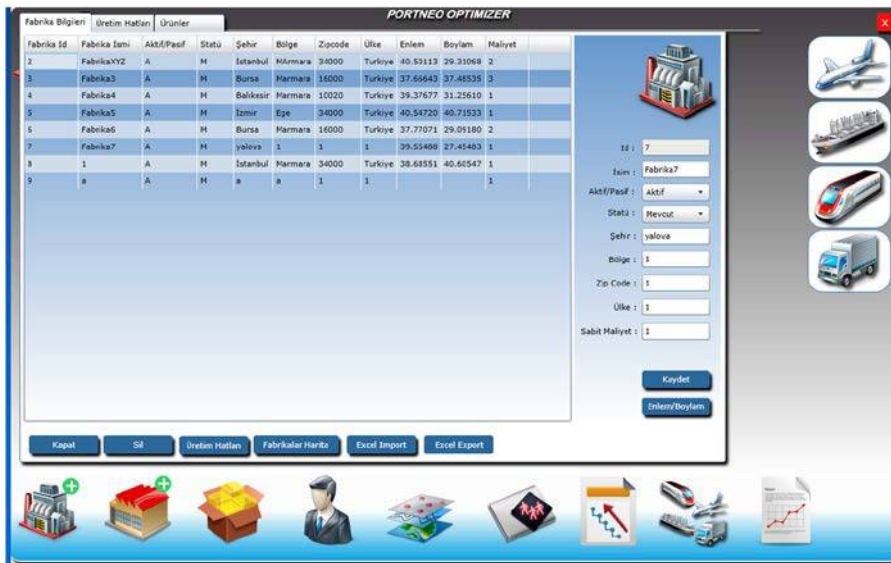 PORTNEO OPTIMIZER
Fabrika Bilgieri Üretim Hatları Ürünler
Fabrika Id Fabrika Ismi Aktif/Pasif Statü Şehir Bölge Zipcode Ülke Enlem Boylam Maliyet
2 FabrikaXYZ A M İstanbul MArmara 34000 Turkiye 40.59113 29.31068 2
3 Fabrika3 A M Bursa Marmara 16000 Turkiye 37.66643 37.46535 3
4 Fabrika4 A M Balıkesir Marmara 10020 Turkiye 39.37677 31.25610 1
5 Fabrika5 A M İzmir Ege 34000 Turkiye 40.54720 40.71533 1
6 Fabrika6 A M Bursa Marmara 16000 Turkiye 37.77071 29.09180 2
7 Fabrika7 A M yalova 1 1 1 39.55488 27.45483 1
8 1 A M İstanbul Marmara 34000 Turkiye 38.68551 40.60547 1
9 a A M a a 1 1 1
Id : 7
İsim : Fabrika7
Aktif/Pasif : Aktif
Statü : Mevcut
Şehir : yalova
Bölge : 1
Zip Code : 1
Ülke : 1
Sabit Maliyet : 1
Kaydet
Enlem/Boylam
Kapat Sil Üretim Hatları Fabrikalar Harita Excel Import Excel Export